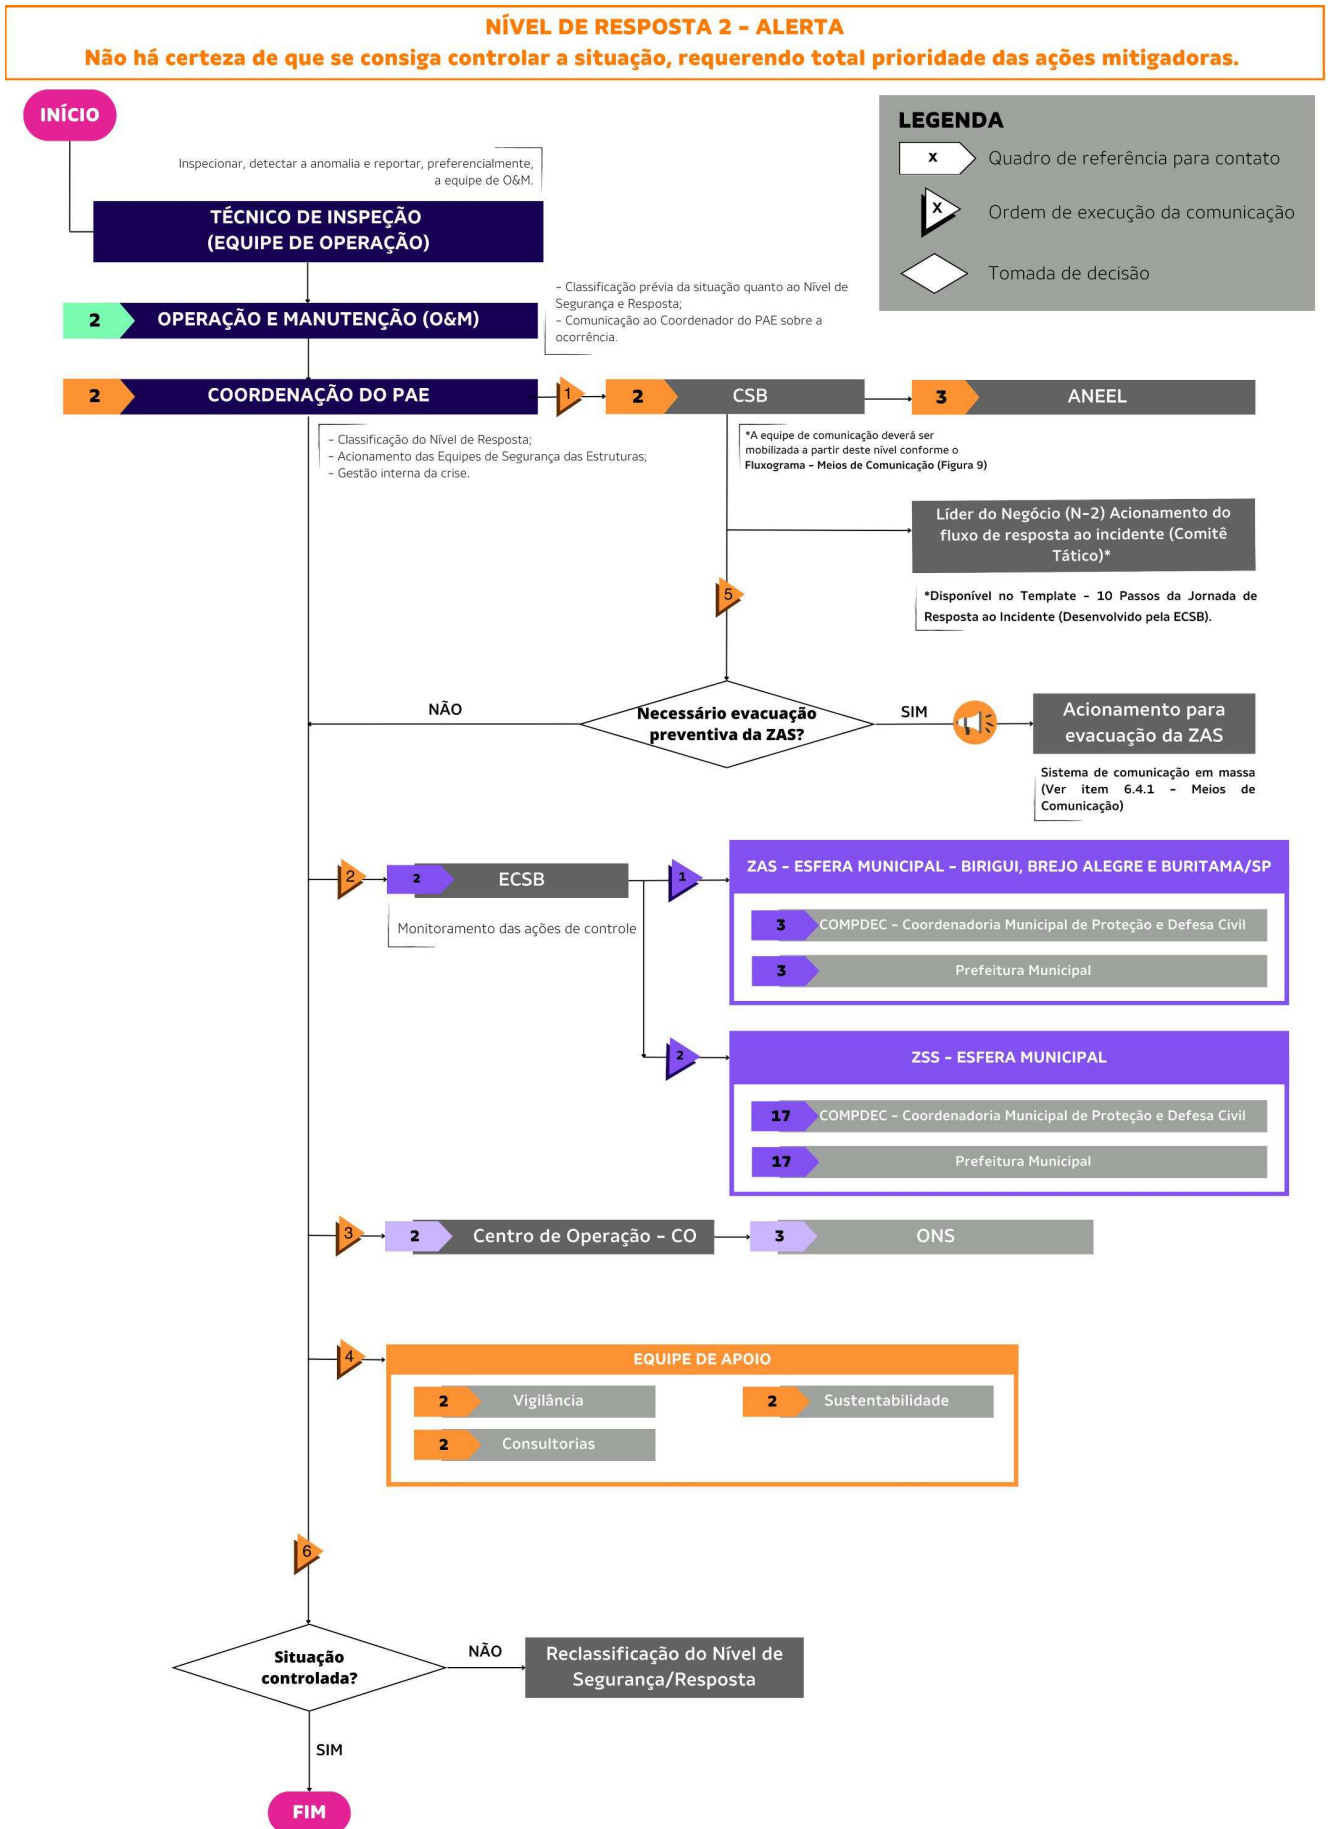 NÍVEL DE RESPOSTA 2 – ALERTA
Não há certeza de que se consiga controlar a situação, requerendo total prioridade das ações mitigadoras.
INÍCIO
LEGENDA
X
Quadro de referência para contato
X
Ordem de execução da comunicação
Tomada de decisão
Inspecionar, detectar a anomalia e reportar, preferencialmente,
a equipe de O&M.
TÉCNICO DE INSPEÇÃO
(EQUIPE DE OPERAÇÃO)
2
OPERAÇÃO E MANUTENÇÃO (O&M)
– Classificação prévia da situação quanto ao Nível de
Segurança e Resposta;
– Comunicação ao Coordenador do PAE sobre a
ocorrência.
2
COORDENAÇÃO DO PAE
1
2
CSB
3
ANEEL
– Classificação do Nível de Resposta;
– Acionamento das Equipes de Segurança das Estruturas;
– Gestão interna da crise.
*A equipe de comunicação deverá ser
mobilizada a partir deste nível conforme o
Fluxograma – Meios de Comunicação (Figura 9)
Líder do Negócio (N-2) Acionamento do
fluxo de resposta ao incidente (Comitê
Tático)*
*Disponível no Template – 10 Passos da Jornada de
Resposta ao Incidente (Desenvolvido pela ECSB).
5
Necessário evacuação
preventiva da ZAS?
NÃO
SIM
Acionamento para
evacuação da ZAS
Sistema de comunicação em massa
(Ver item 6.4.1 – Meios de
Comunicação)
2
2
ECSB
Monitoramento das ações de controle
1
ZAS – ESFERA MUNICIPAL – BIRIGUI, BREJO ALEGRE E BURITAMA/SP
3
COMPDEC – Coordenadoria Municipal de Proteção e Defesa Civil
3
Prefeitura Municipal
2
ZSS – ESFERA MUNICIPAL
17
COMPDEC – Coordenadoria Municipal de Proteção e Defesa Civil
17
Prefeitura Municipal
3
2
Centro de Operação – CO
3
ONS
4
EQUIPE DE APOIO
2
Vigilância
2
Sustentabilidade
2
Consultorias
6
Situação
controlada?
NÃO
Reclassificação do Nível de
Segurança/Resposta
SIM
FIM